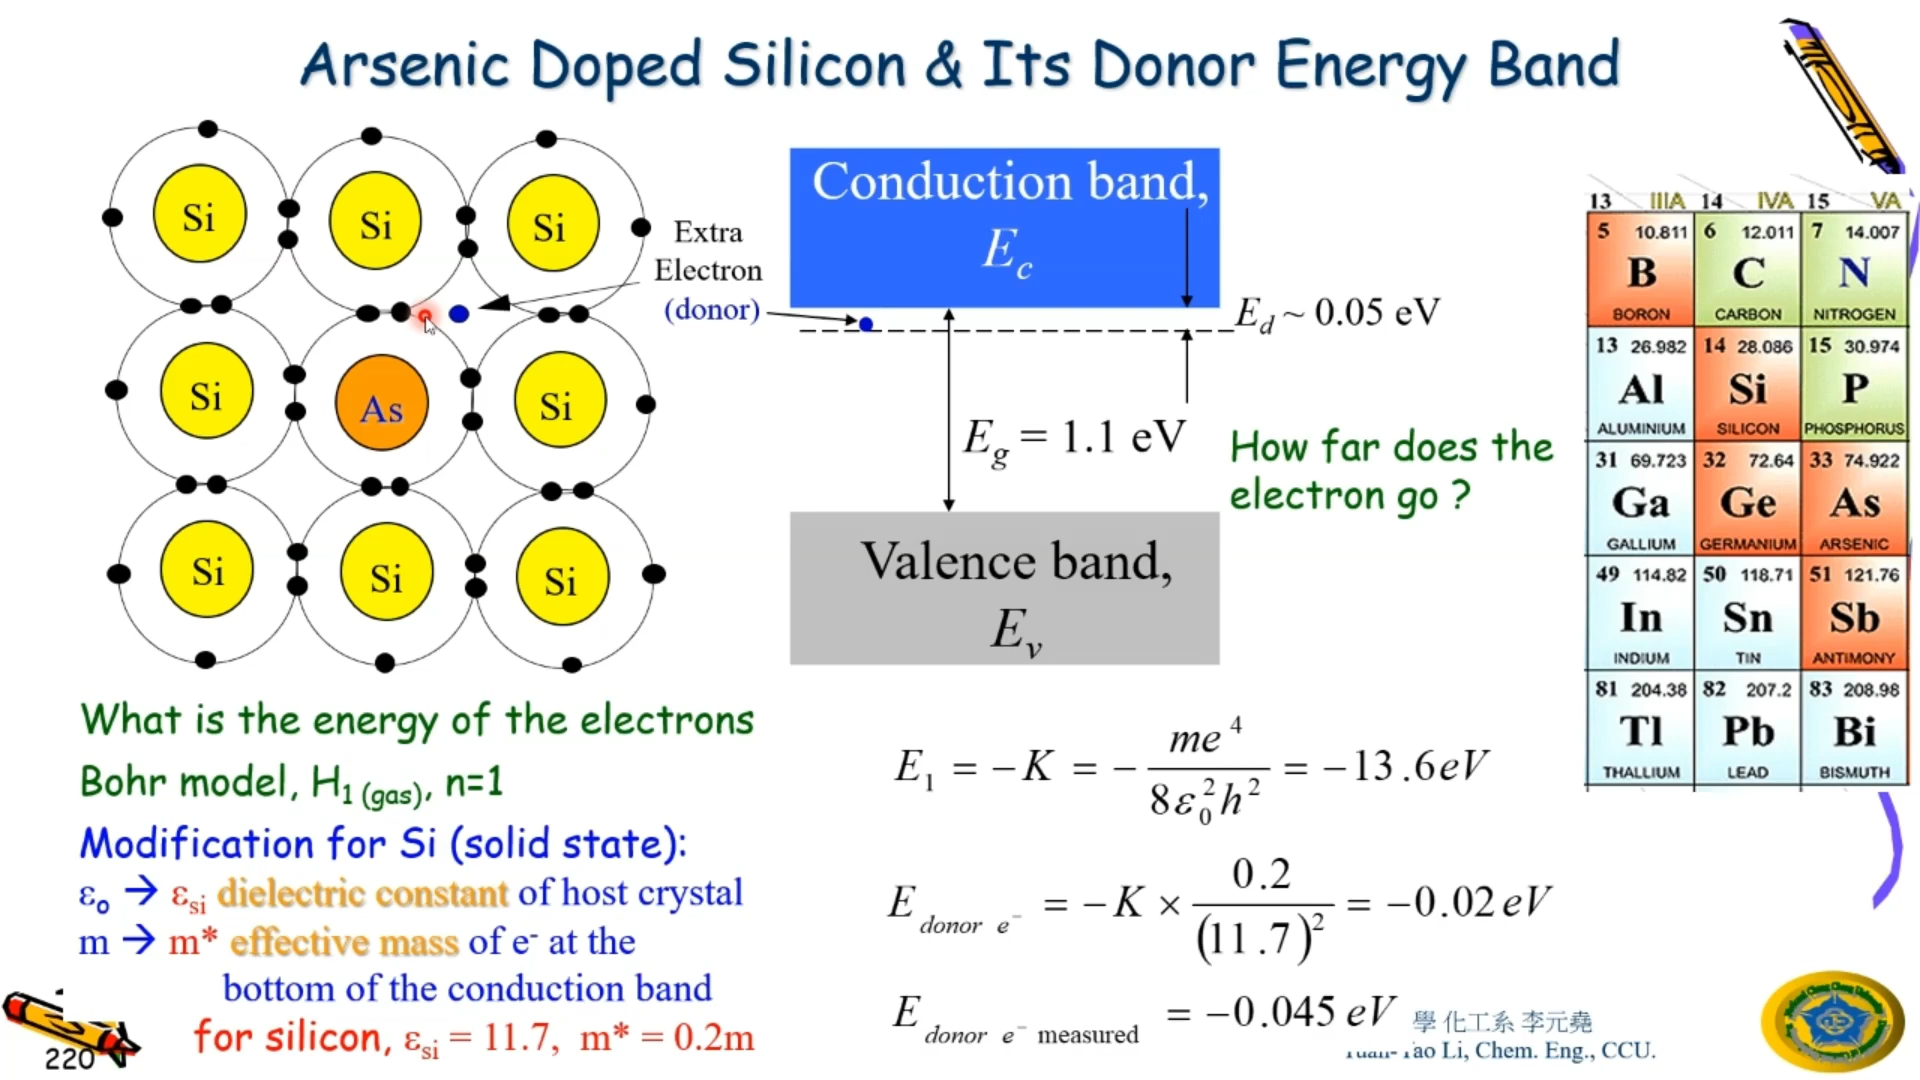 Arsenic Doped Silicon & Its Donor Energy Band
Si Si Si
Si As Si
Si Si Si
Extra
Electron
(donor)
Conduction band,
E_c
E_d ~ 0.05 eV
E_g = 1.1 eV
Valence band,
E_v
How far does the
electron go ?
13 IIIA 14 IVA 15 VA
5 10.811 6 12.011 7 14.007
B C N
BORON CARBON NITROGEN
13 26.982 14 28.086 15 30.974
Al Si P
ALUMINIUM SILICON PHOSPHORUS
31 69.723 32 72.64 33 74.922
Ga Ge As
GALLIUM GERMANIUM ARSENIC
49 114.82 50 118.71 51 121.76
In Sn Sb
INDIUM TIN ANTIMONY
81 204.38 82 207.2 83 208.98
Tl Pb Bi
THALLIUM LEAD BISMUTH
What is the energy of the electrons
Bohr model, H₁ (gas), n=1
Modification for Si (solid state):
ε₀ → ε_si dielectric constant of host crystal
m → m* effective mass of e⁻ at the
bottom of the conduction band
for silicon, ε_si = 11.7, m* = 0.2m
E₁ = −K = − me⁴ / 8ε₀²h² = −13.6eV
E_donor e⁻ = −K × 0.2 / (11.7)² = −0.02 eV
E_donor e⁻ measured = −0.045 eV
學 化工系 李元堯
Li, Chem. Eng., CCU.
220